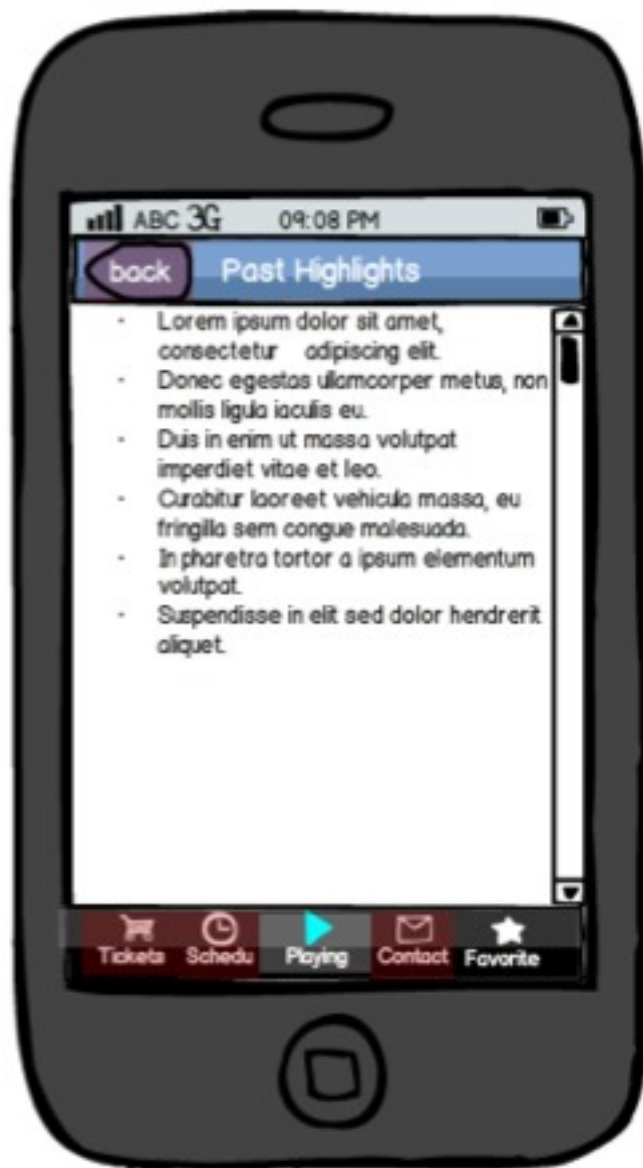 ABC 3G 09:08 PM
back Past Highlights
- Lorem ipsum dolor sit amet,
consectetur adipiscing elit.
- Donec egestas ullamcorper metus, non
mollis ligula iaculis eu.
- Duis in enim ut massa volutpat
imperdiet vitae et leo.
- Curabitur laoreet vehicula massa, eu
fringilla sem congue malesuada.
- In pharetra tortor a ipsum elementum
volutpat.
- Suspendisse in elit sed dolor hendrerit
aliquet.
Tickets Schedu Playing Contact Favorite